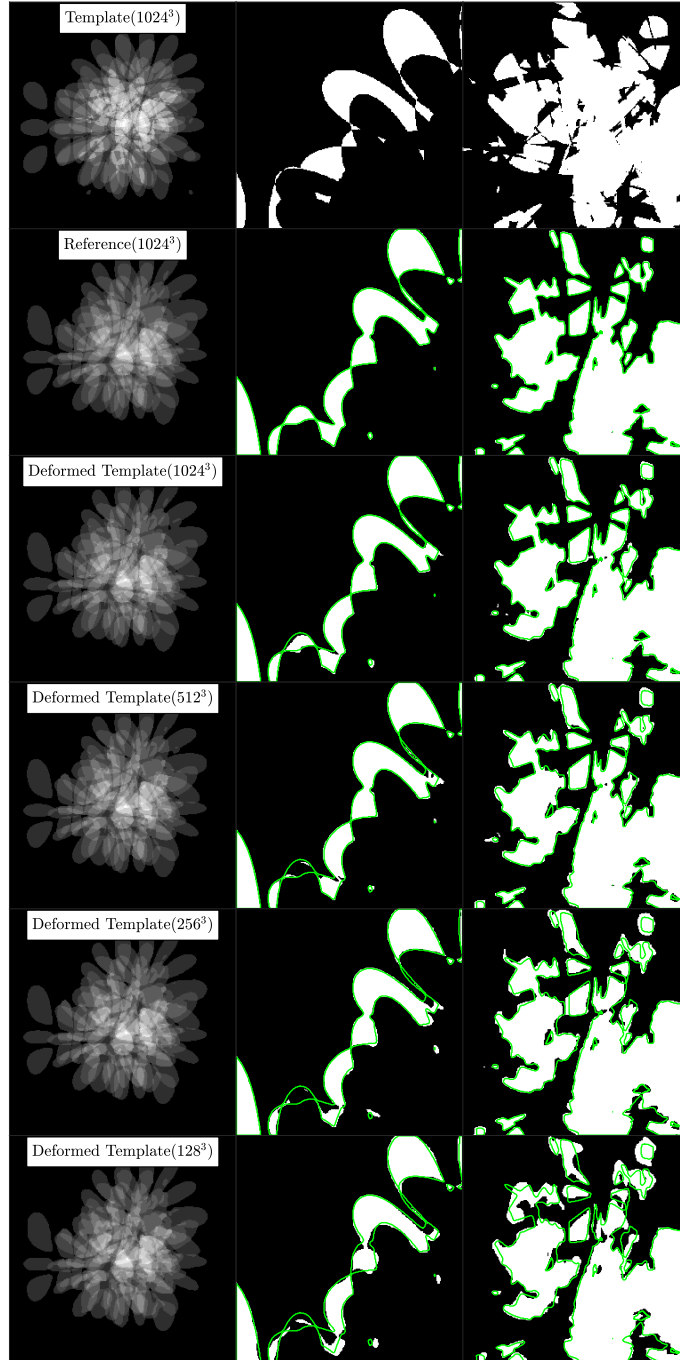 Template(1024³)
Reference(1024³)
Deformed Template(1024³)
Deformed Template(512³)
Deformed Template(256³)
Deformed Template(128³)